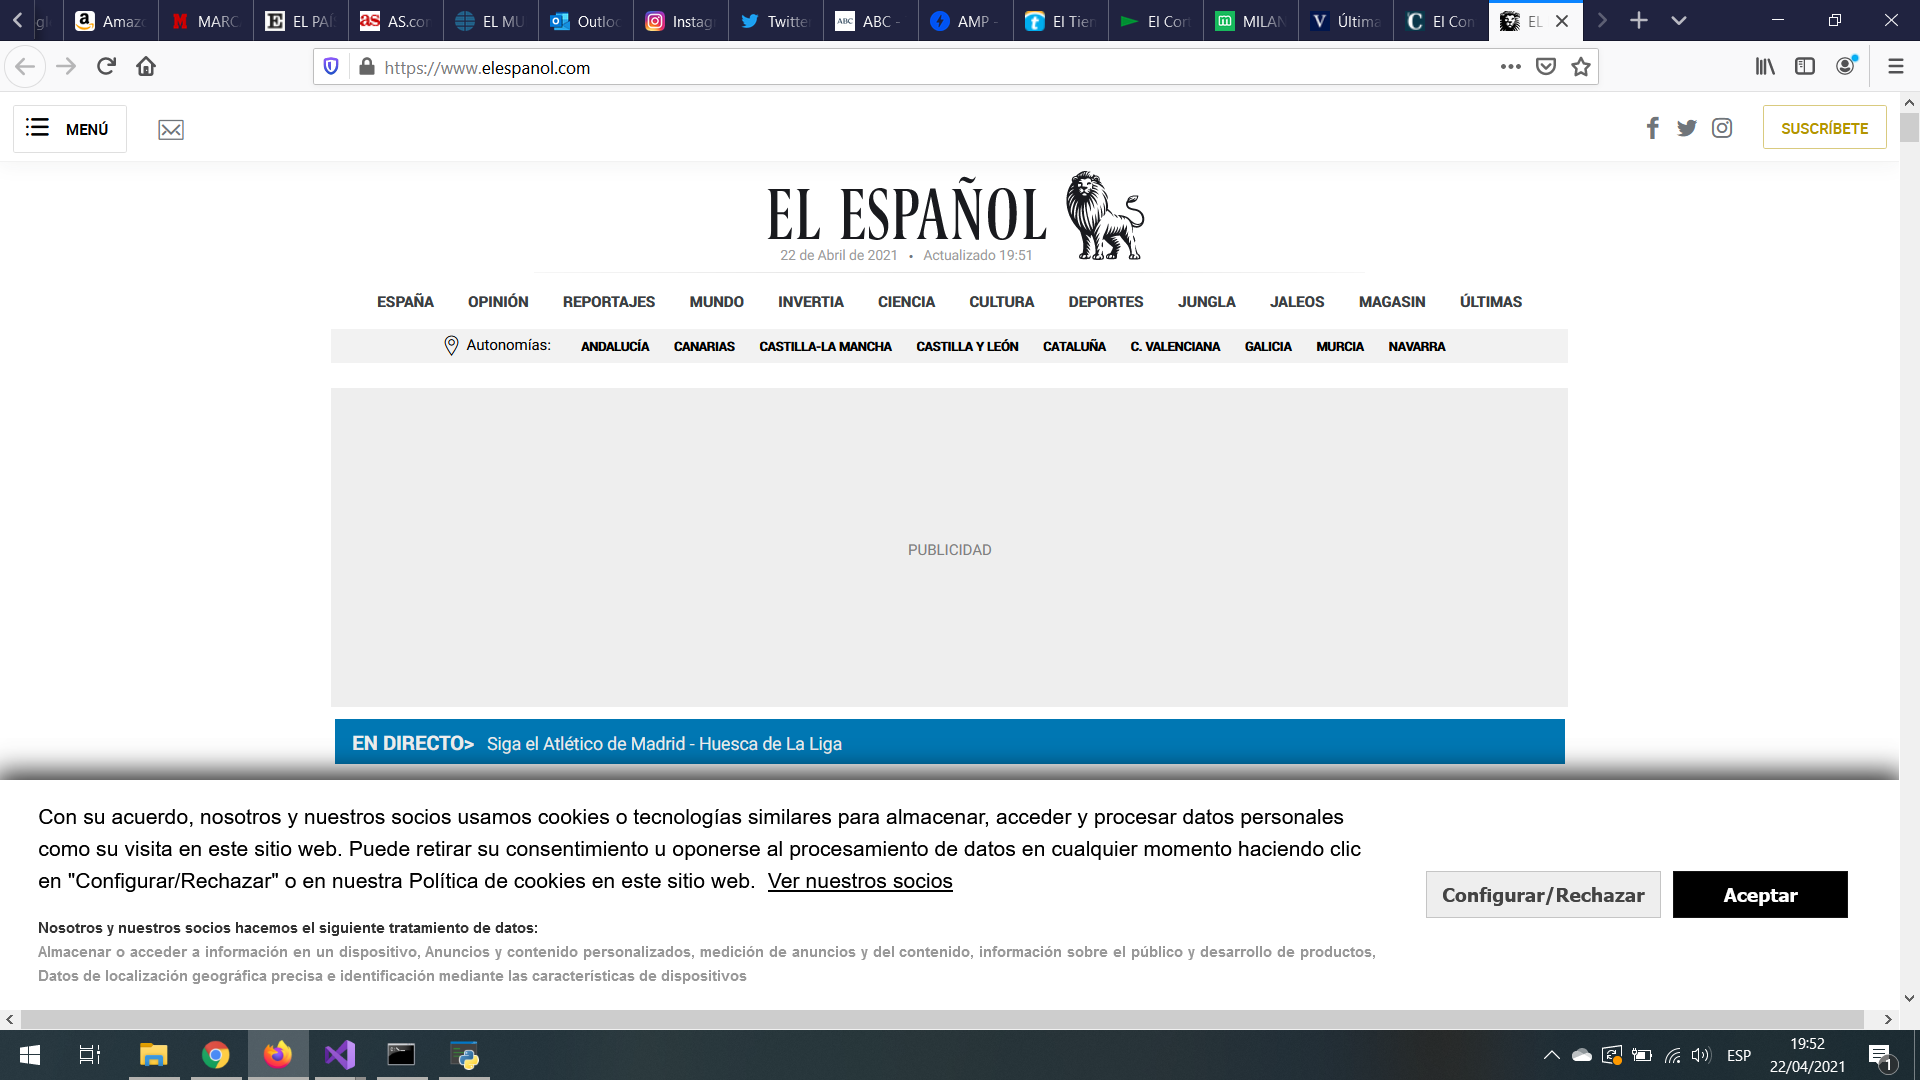 Amazo
MARC
EL PAÍS
AS.com
EL MU
Outloo
Instag
Twitter
ABC -
AMP -
El Tien
El Cort
MILAN
Última
El Con
EL
https://www.elespanol.com
MENÚ
SUSCRÍBETE
EL ESPAÑOL
22 de Abril de 2021 • Actualizado 19:51
ESPAÑA OPINIÓN REPORTAJES MUNDO INVERTIA CIENCIA CULTURA DEPORTES JUNGLA JALEOS MAGASIN ÚLTIMAS
Autonomías: ANDALUCÍA CANARIAS CASTILLA-LA MANCHA CASTILLA Y LEÓN CATALUÑA C. VALENCIANA GALICIA MURCIA NAVARRA
PUBLICIDAD
EN DIRECTO> Siga el Atlético de Madrid - Huesca de La Liga
Con su acuerdo, nosotros y nuestros socios usamos cookies o tecnologías similares para almacenar, acceder y procesar datos personales
como su visita en este sitio web. Puede retirar su consentimiento u oponerse al procesamiento de datos en cualquier momento haciendo clic
en "Configurar/Rechazar" o en nuestra Política de cookies en este sitio web. Ver nuestros socios
Configurar/Rechazar
Aceptar
Nosotros y nuestros socios hacemos el siguiente tratamiento de datos:
Almacenar o acceder a información en un dispositivo, Anuncios y contenido personalizados, medición de anuncios y del contenido, información sobre el público y desarrollo de productos,
Datos de localización geográfica precisa e identificación mediante las características de dispositivos
ESP
19:52
22/04/2021
1